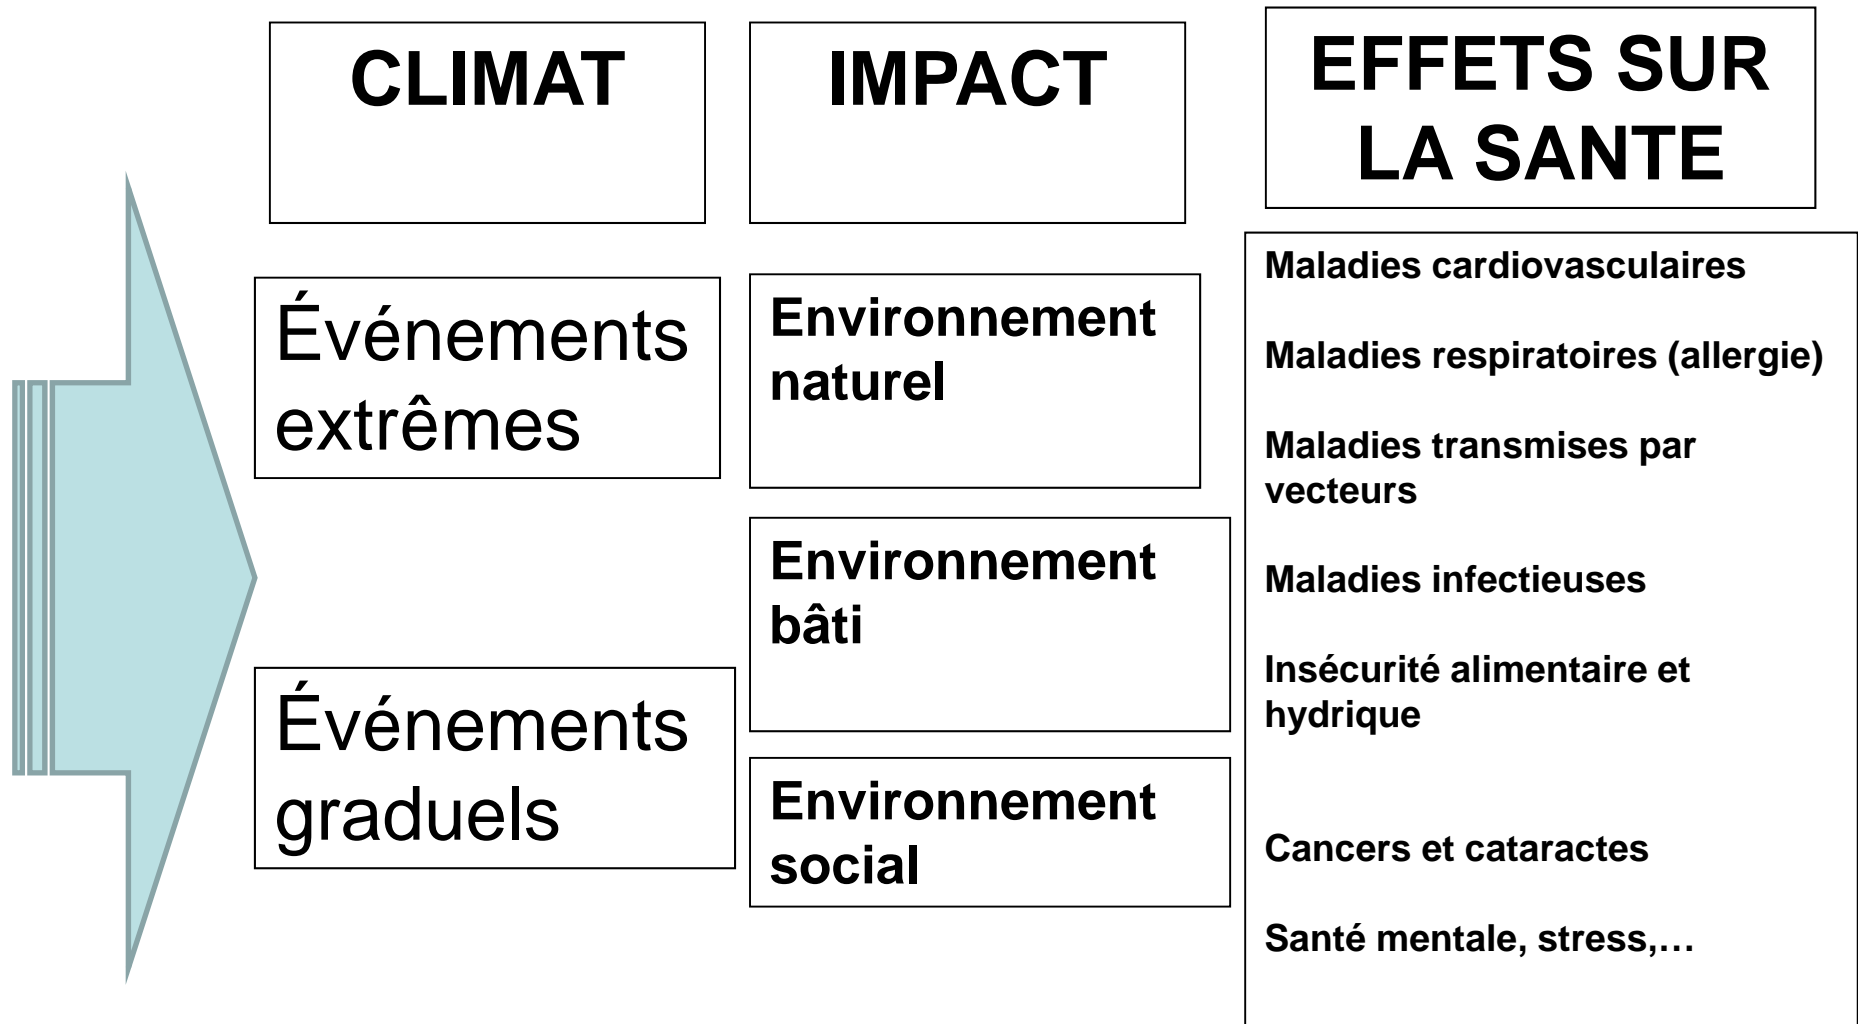 CLIMAT
IMPACT
EFFETS SUR
LA SANTE
Événements
extrêmes
Événements
graduels
Environnement
naturel
Environnement
bâti
Environnement
social
Maladies cardiovasculaires
Maladies respiratoires (allergie)
Maladies transmises par
vecteurs
Maladies infectieuses
Insécurité alimentaire et
hydrique
Cancers et cataractes
Santé mentale, stress,…